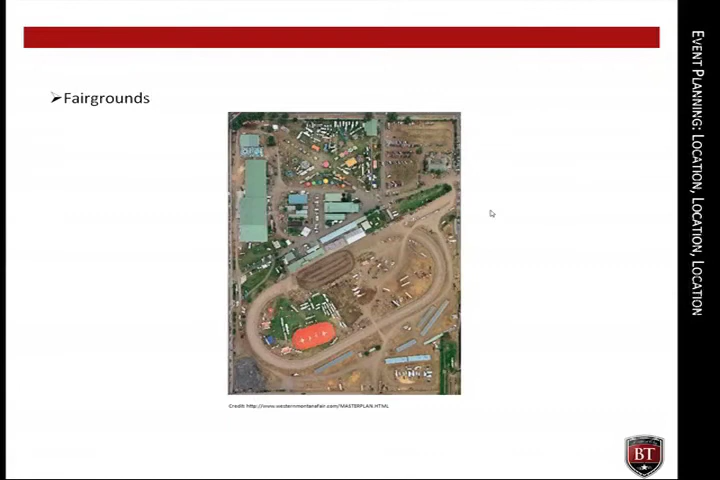 ➢Fairgrounds
EVENT PLANNING: LOCATION, LOCATION, LOCATION
Credit: http://www.westernmontanafair.com/MASTERPLAN.HTML
BT